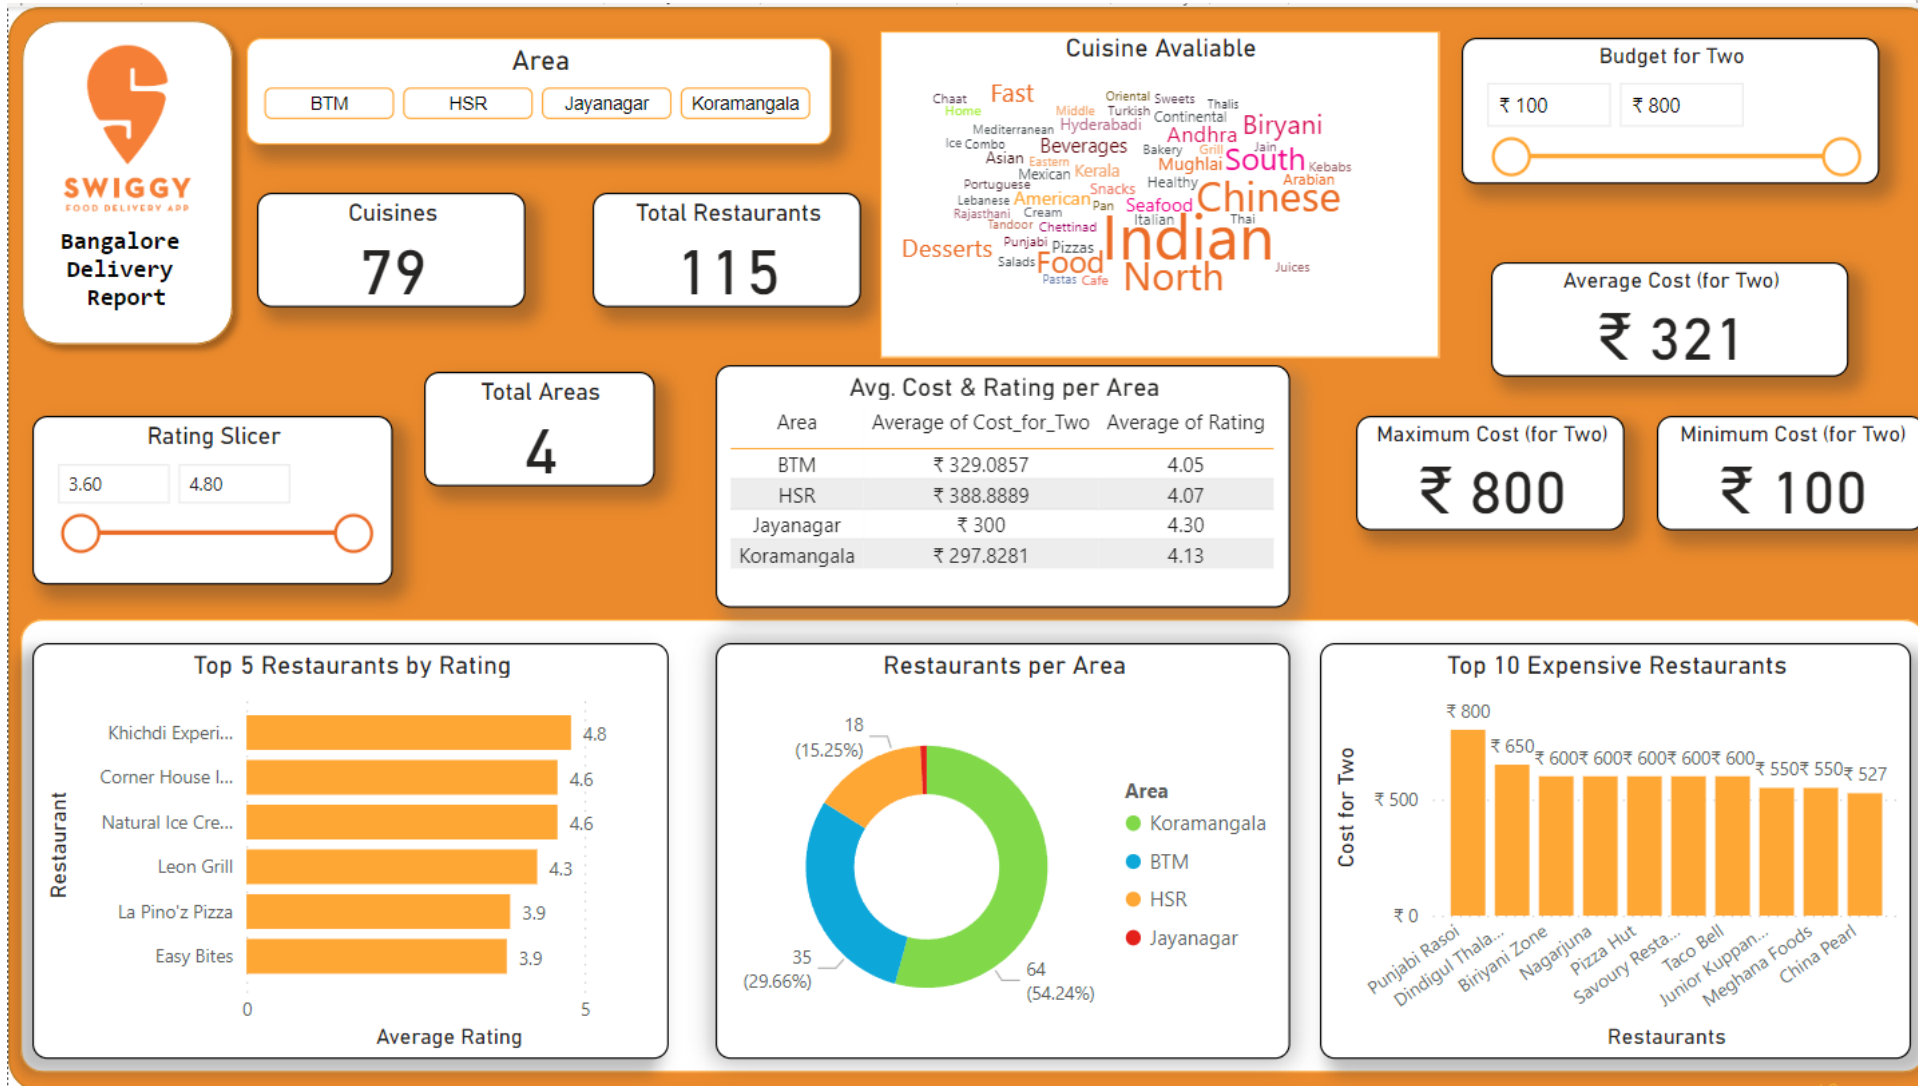 SWIGGY
FOOD DELIVERY APP
Bangalore
Delivery
Report
Area
BTM HSR Jayanagar Koramangala
Cuisines
79
Total Restaurants
115
Cuisine Avaliable
Chaat Fast Oriental Sweets Thalis
Home Middle Turkish Continental
Mediterranean Hyderabadi Andhra Biryani
Ice Combo Beverages Bakery Grill Jain
Asian Eastern Mughlai South Kebabs
Mexican Kerala Healthy Arabian
Portuguese Snacks Chinese
Lebanese American Pan Seafood
Rajasthani Cream Italian Thai
Tandoor Chettinad Indian
Desserts Punjabi Pizzas
Salads Food North Juices
Pastas Cafe
Budget for Two
₹ 100 ₹ 800
Average Cost (for Two)
₹ 321
Maximum Cost (for Two)
₹ 800
Minimum Cost (for Two)
₹ 100
Total Areas
4
Rating Slicer
3.60 4.80
Avg. Cost & Rating per Area
Area Average of Cost_for_Two Average of Rating
BTM ₹ 329.0857 4.05
HSR ₹ 388.8889 4.07
Jayanagar ₹ 300 4.30
Koramangala ₹ 297.8281 4.13
Top 5 Restaurants by Rating
Restaurant
Khichdi Experi... 4.8
Corner House I... 4.6
Natural Ice Cre... 4.6
Leon Grill 4.3
La Pino'z Pizza 3.9
Easy Bites 3.9
0 5
Average Rating
Restaurants per Area
18
(15.25%)
35
(29.66%)
64
(54.24%)
Area
Koramangala
BTM
HSR
Jayanagar
Top 10 Expensive Restaurants
Cost for Two
₹ 800 ₹ 650 ₹ 600 ₹ 600 ₹ 600 ₹ 600 ₹ 600 ₹ 550 ₹ 550 ₹ 527
₹ 500
₹ 0
Punjabi Rasoi
Dindigul Thala...
Biriyani Zone
Nagarjuna
Pizza Hut
Savoury Resta...
Taco Bell
Junior Kuppan...
Meghana Foods
China Pearl
Restaurants